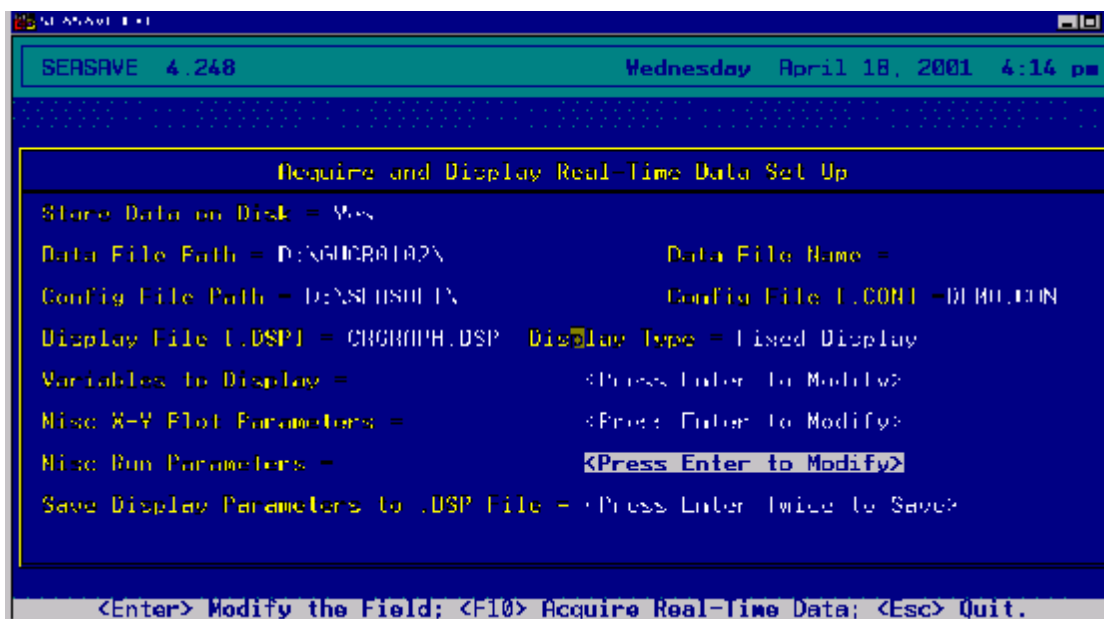 SEASAVE 4.248 Wednesday April 18, 2001 4:14 pm
Acquire and Display Real-Time Data Set Up
Store Data on Disk = Yes
Data File Path = Data File Name =
Config File Path = D:\SEASOFT\ Config File [.CON] =DEMO.CON
Display File [.DSP] = CRGRAPH.DSP Display Type = Fixed Display
Variables to Display = <Press Enter to Modify>
Misc X-Y Plot Parameters = <Press Enter to Modify>
Misc Run Parameters = <Press Enter to Modify>
Save Display Parameters to .DSP File = <Press Enter Twice to Save>
<Enter> Modify the Field; <F10> Acquire Real-Time Data; <Esc> Quit.